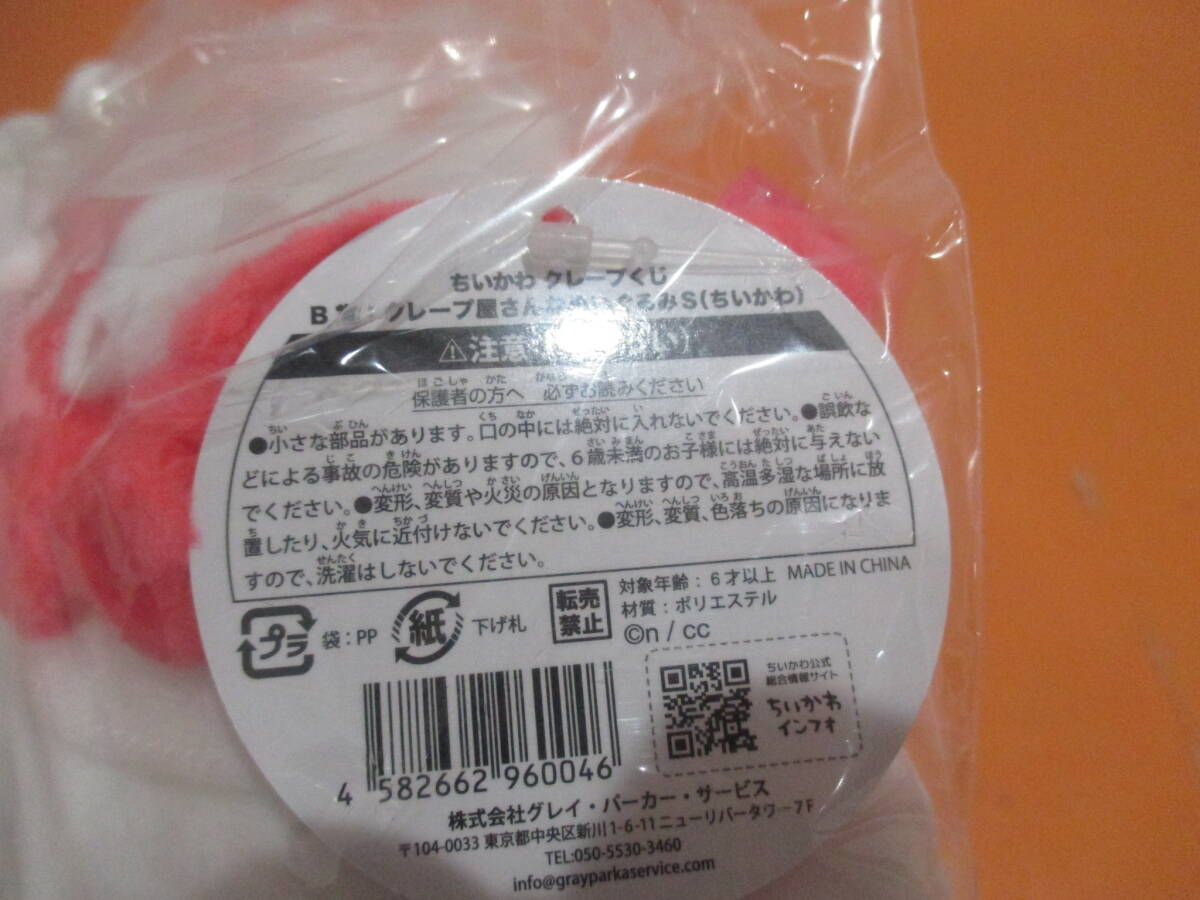 ちいかわ クレープくじ
B クレープ屋さんなぬいぐるみS(ちいかわ)
⚠注意
保護者の方へ 必ずお読みください
●小さな部品があります。口の中には絶対に入れないでください。●誤飲な
どによる事故の危険がありますので、6歳未満のお子様には絶対に与えない
でください。●変形、変質や火災の原因となりますので、高温多湿な場所に放
置したり、火気に近付けないでください。●変形、変質、色落ちの原因になりま
すので、洗濯はしないでください。
プラ 袋:PP 紙 下げ札 転売禁止
対象年齢:6才以上 MADE IN CHINA
材質:ポリエステル
©n / cc
ちいかわ公式
総合情報サイト
ちいかわ
インフォ
4 582662 960046
株式会社グレイ・パーカー・サービス
〒104-0033 東京都中央区新川1-6-11ニューリバータワー7F
TEL:050-5530-3460
info@grayparkaservice.com